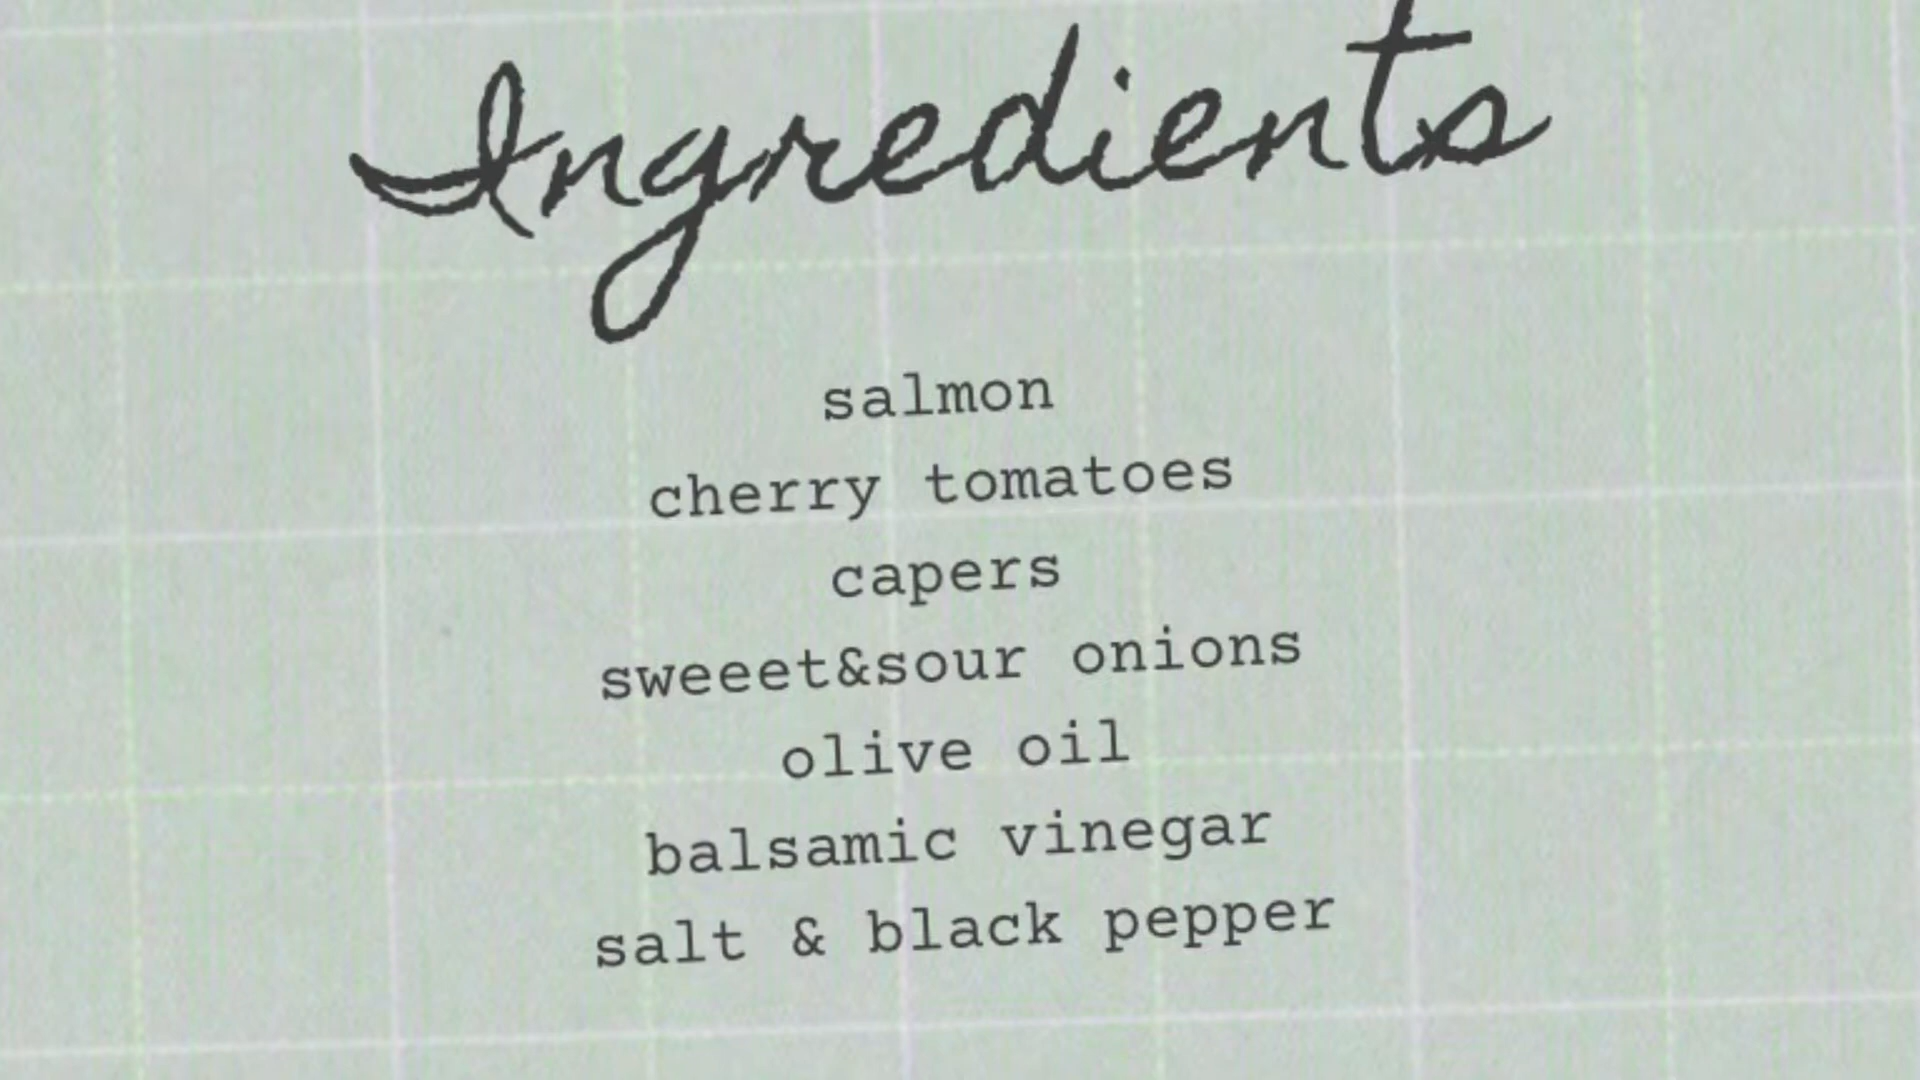 Ingredients
salmon
cherry tomatoes
capers
sweeet&sour onions
olive oil
balsamic vinegar
salt & black pepper